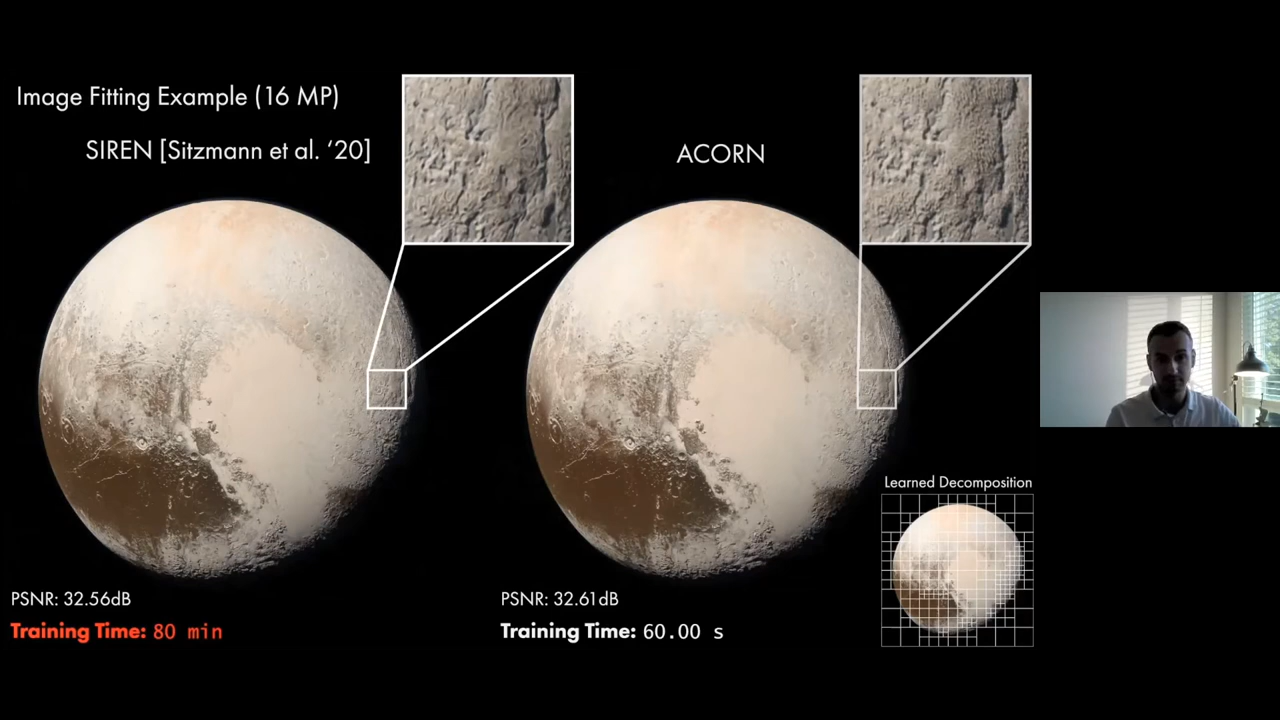 Image Fitting Example (16 MP)
SIREN [Sitzmann et al. ‘20]
ACORN
Learned Decomposition
PSNR: 32.56dB
Training Time: 80 min
PSNR: 32.61dB
Training Time: 60.00 s